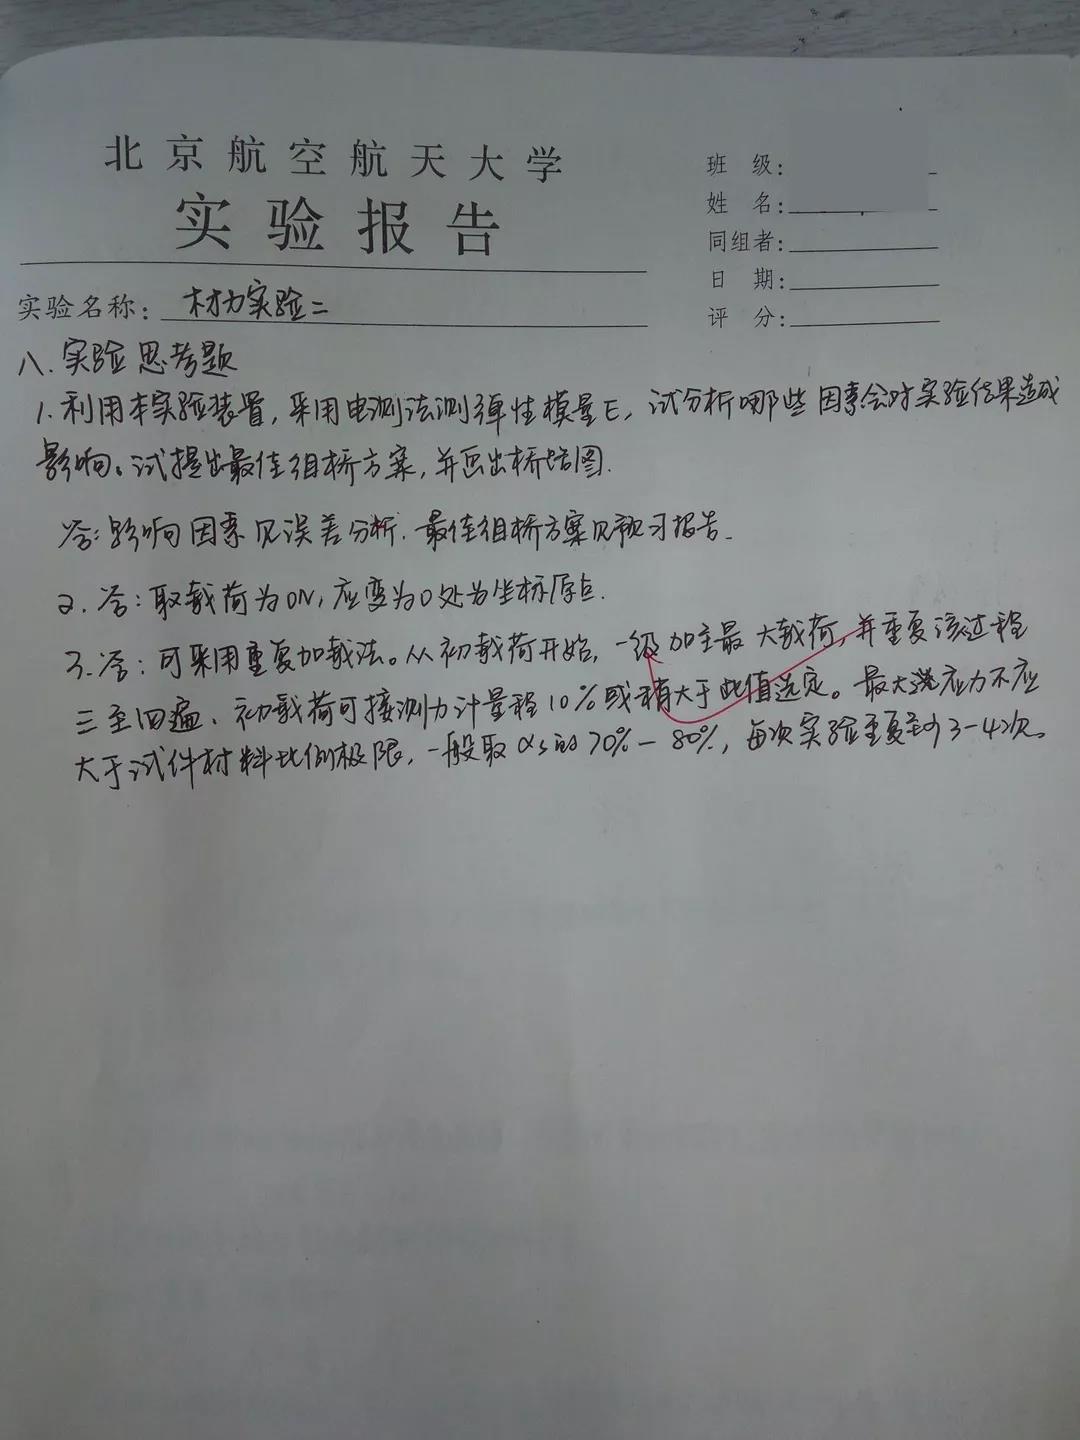 北京航空航天大学
实验报告
班 级:
姓 名:
同组者:
日 期:
评 分:
实验名称: 材力实验二
八.实验思考题
1.利用本实验装置,采用电测法测弹性模量E,试分析哪些因素会对实验结果造成
影响。试提出最佳组桥方案,并画出桥路图.
答:影响因素见误差分析.最佳组桥方案见预习报告.
2.答:取载荷为0N,应变为0处为坐标原点.
3.答:可采用重复加载法。从初载荷开始,一级加至最大载荷,并重复该过程
三至四遍.初载荷可按测力计量程10%或稍大于此值选定。最大应力不应
大于试件材料比例极限,一般取的70%-80%,每次实验重复至少3-4次。